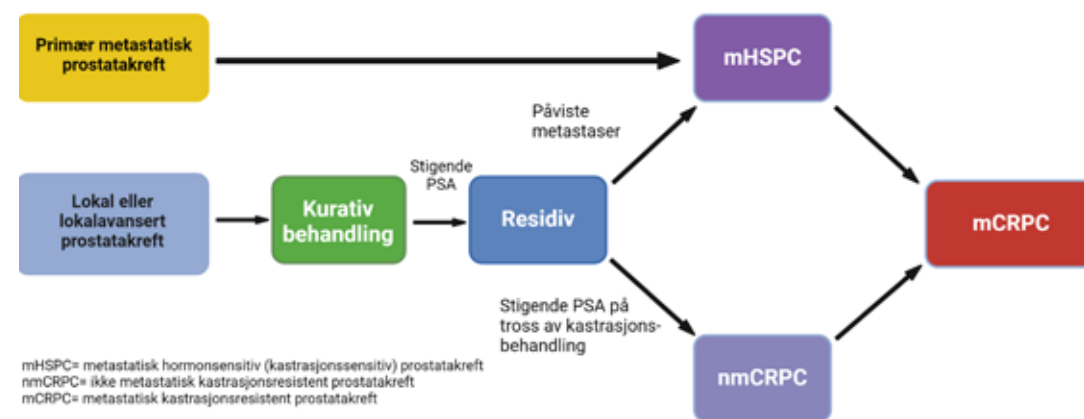 Primær metastatisk
prostatakreft
mHSPC
Påviste
metastaser
Stigende
PSA
Lokal eller
lokalavansert
prostatakreft
Kurativ
behandling
Residiv
mCRPC
Stigende PSA på
tross av kastrasjons-
behandling
nmCRPC
mHSPC= metastatisk hormonsensitiv (kastrasjonssensitiv) prostatakreft
nmCRPC= ikke metastatisk kastrasjonsresistent prostatakreft
mCRPC= metastatisk kastrasjonsresistent prostatakreft